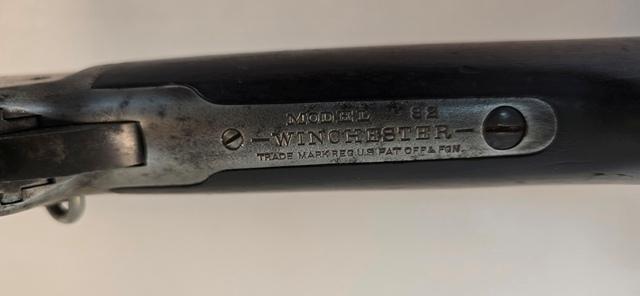 MODEL 92
–WINCHESTER–
TRADE MARK REG. U.S. PAT. OFF. & FGN.